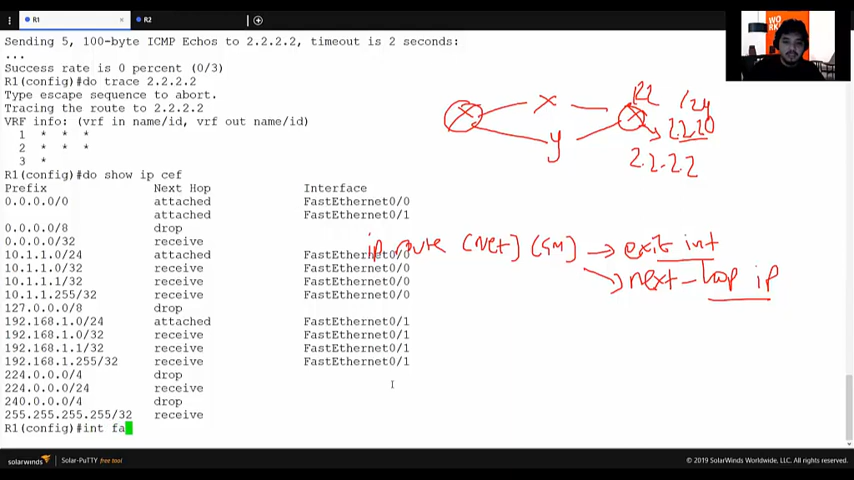 R1
R2
Sending 5, 100-byte ICMP Echos to 2.2.2.2, timeout is 2 seconds:
...
Success rate is 0 percent (0/3)
R1(config)#do trace 2.2.2.2
Type escape sequence to abort.
Tracing the route to 2.2.2.2
VRF info: (vrf in name/id, vrf out name/id)
1 * * *
2 * * *
3 *
R1(config)#do show ip cef
Prefix Next Hop Interface
0.0.0.0/0 attached FastEthernet0/0
attached FastEthernet0/1
0.0.0.0/8 drop
0.0.0.0/32 receive
10.1.1.0/24 attached FastEthernet0/0
10.1.1.0/32 receive FastEthernet0/0
10.1.1.1/32 receive FastEthernet0/0
10.1.1.255/32 receive FastEthernet0/0
127.0.0.0/8 drop
192.168.1.0/24 attached FastEthernet0/1
192.168.1.0/32 receive FastEthernet0/1
192.168.1.1/32 receive FastEthernet0/1
192.168.1.255/32 receive FastEthernet0/1
224.0.0.0/4 drop
224.0.0.0/24 receive
240.0.0.0/4 drop
255.255.255.255/32 receive
R1(config)#int fa
x
R2
/24
2.2.20
y
2.2.2.2
ip route (Net) (SM) → exit int
next-hop ip
WORK
solarwinds Solar-PuTTY free tool
© 2019 SolarWinds Worldwide, LLC. All rights reserved.